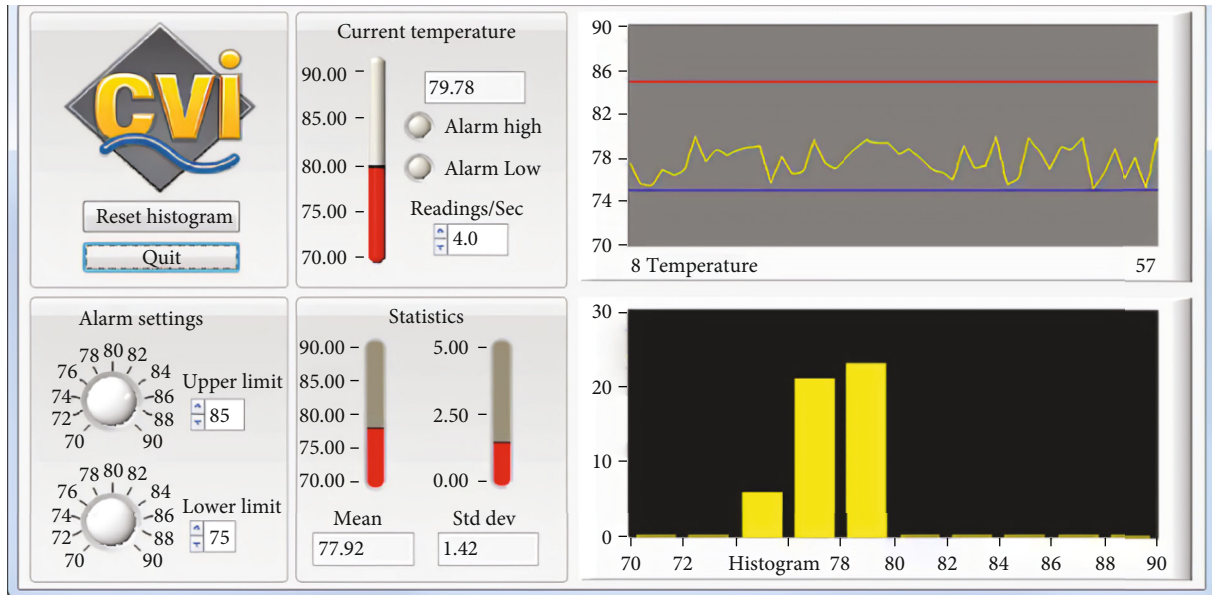 CVI
Reset histogram
Quit
Current temperature
90.00
85.00
80.00
75.00
70.00
79.78
Alarm high
Alarm Low
Readings/Sec
4.0
90
86
82
78
74
70
8 Temperature 57
Alarm settings
70 72 74 76 78 80 82 84 86 88 90
Upper limit
85
70 72 74 76 78 80 82 84 86 88 90
Lower limit
75
Statistics
90.00
85.00
80.00
75.00
70.00
Mean
77.92
5.00
2.50
0.00
Std dev
1.42
30
20
10
0
70 72 Histogram 78 80 82 84 86 88 90